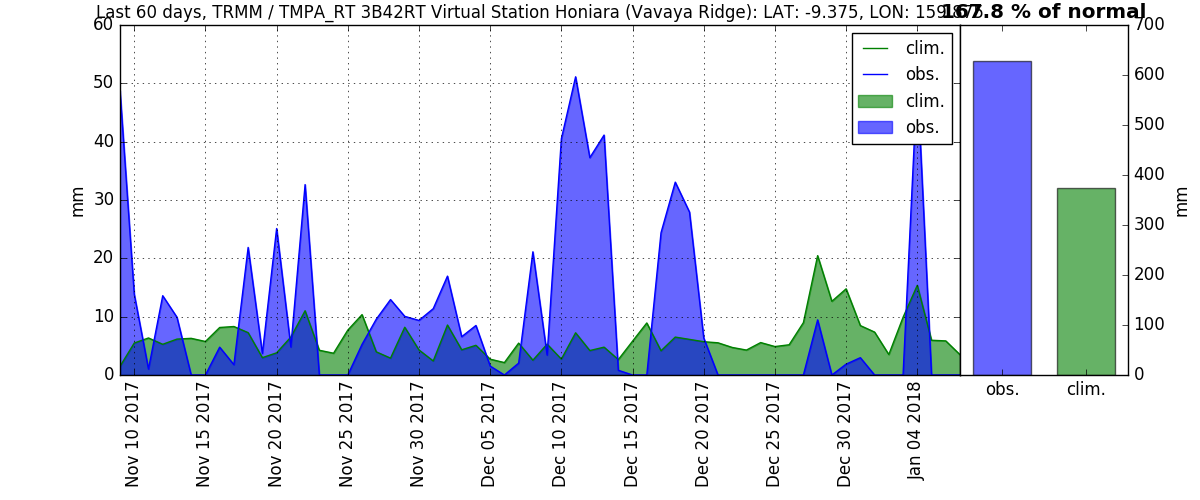 Last 60 days, TRMM / TMPA_RT 3B42RT Virtual Station Honiara (Vavaya Ridge): LAT: -9.375, LON:
167.8 % of normal
60
50
40
30
20
10
0
mm
clim.
obs.
clim.
obs.
Nov 10 2017
Nov 15 2017
Nov 20 2017
Nov 25 2017
Nov 30 2017
Dec 05 2017
Dec 10 2017
Dec 15 2017
Dec 20 2017
Dec 25 2017
Dec 30 2017
Jan 04 2018
700
600
500
400
300
200
100
0
mm
obs.
clim.